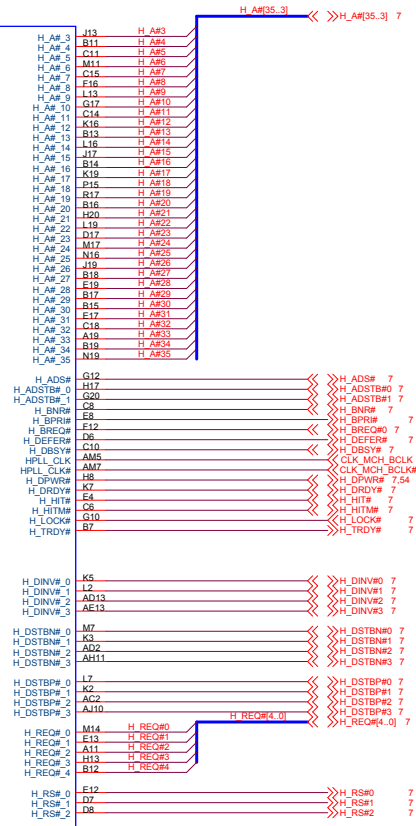 H_A#[35..3] H_A#[35..3] 7
H_A#_3 J13 H_A#3
H_A#_4 B11 H_A#4
H_A#_5 C11 H_A#5
H_A#_6 M11 H_A#6
H_A#_7 C15 H_A#7
H_A#_8 F16 H_A#8
H_A#_9 L13 H_A#9
H_A#_10 G17 H_A#10
H_A#_11 C14 H_A#11
H_A#_12 K16 H_A#12
H_A#_13 B13 H_A#13
H_A#_14 L16 H_A#14
H_A#_15 J17 H_A#15
H_A#_16 B14 H_A#16
H_A#_17 K19 H_A#17
H_A#_18 P15 H_A#18
H_A#_19 R17 H_A#19
H_A#_20 B16 H_A#20
H_A#_21 H20 H_A#21
H_A#_22 L19 H_A#22
H_A#_23 D17 H_A#23
H_A#_24 M17 H_A#24
H_A#_25 N16 H_A#25
H_A#_26 J19 H_A#26
H_A#_27 B18 H_A#27
H_A#_28 E19 H_A#28
H_A#_29 B17 H_A#29
H_A#_30 B15 H_A#30
H_A#_31 E17 H_A#31
H_A#_32 C18 H_A#32
H_A#_33 A19 H_A#33
H_A#_34 B19 H_A#34
H_A#_35 N19 H_A#35
H_ADS# G12 H_ADS# 7
H_ADSTB#_0 H17 H_ADSTB#0 7
H_ADSTB#_1 G20 H_ADSTB#1 7
H_BNR# C8 H_BNR# 7
H_BPRI# E8 H_BPRI# 7
H_BREQ# F12 H_BREQ#0 7
H_DEFER# D6 H_DEFER# 7
H_DBSY# C10 H_DBSY# 7
HPLL_CLK AM5 CLK_MCH_BCLK
HPLL_CLK# AM7 CLK_MCH_BCLK#
H_DPWR# H8 H_DPWR# 7,54
H_DRDY# K7 H_DRDY# 7
H_HIT# E4 H_HIT# 7
H_HITM# C6 H_HITM# 7
H_LOCK# G10 H_LOCK# 7
H_TRDY# B7 H_TRDY# 7
H_DINV#_0 K5 H_DINV#0 7
H_DINV#_1 L2 H_DINV#1 7
H_DINV#_2 AD13 H_DINV#2 7
H_DINV#_3 AE13 H_DINV#3 7
H_DSTBN#_0 M7 H_DSTBN#0 7
H_DSTBN#_1 K3 H_DSTBN#1 7
H_DSTBN#_2 AD2 H_DSTBN#2 7
H_DSTBN#_3 AH11 H_DSTBN#3 7
H_DSTBP#_0 L7 H_DSTBP#0 7
H_DSTBP#_1 K2 H_DSTBP#1 7
H_DSTBP#_2 AC2 H_DSTBP#2 7
H_DSTBP#_3 AJ10 H_DSTBP#3 7
H_REQ#[4..0] H_REQ#[4..0] 7
H_REQ#_0 M14 H_REQ#0
H_REQ#_1 E13 H_REQ#1
H_REQ#_2 A11 H_REQ#2
H_REQ#_3 H13 H_REQ#3
H_REQ#_4 B12 H_REQ#4
H_RS#_0 E12 H_RS#0 7
H_RS#_1 D7 H_RS#1 7
H_RS#_2 D8 H_RS#2 7